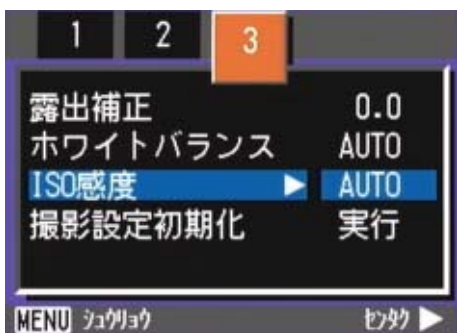 1 2 3
露出補正 0.0
ホワイトバランス AUTO
ISO感度 ▶ AUTO
撮影設定初期化 実行
MENU ｼｭｳﾘｮｳ ｾﾝﾀｸ ▶